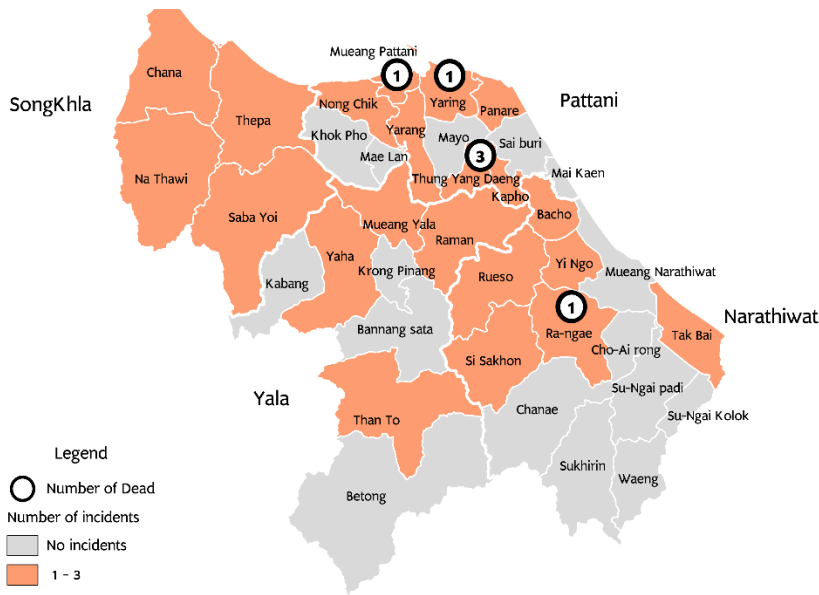 Mueang Pattani
1
1
Chana
SongKhla
Nong Chik
Yaring
Panare
Pattani
Thepa
Khok Pho
Yarang
Mayo
Sai buri
Mae Lan
3
Na Thawi
Thung Yang Daeng
Mai Kaen
Kapho
Saba Yoi
Mueang Yala
Bacho
Raman
Yaha
Krong Pinang
Rueso
Yi Ngo
Mueang Narathiwat
Kabang
1
Bannang sata
Ra-ngae
Narathiwat
Tak Bai
Cho-Ai rong
Si Sakhon
Su-Ngai padi
Yala
Chanae
Su-Ngai Kolok
Than To
Legend
Sukhirin
Waeng
Number of Dead
Betong
Number of incidents
No incidents
1 - 3